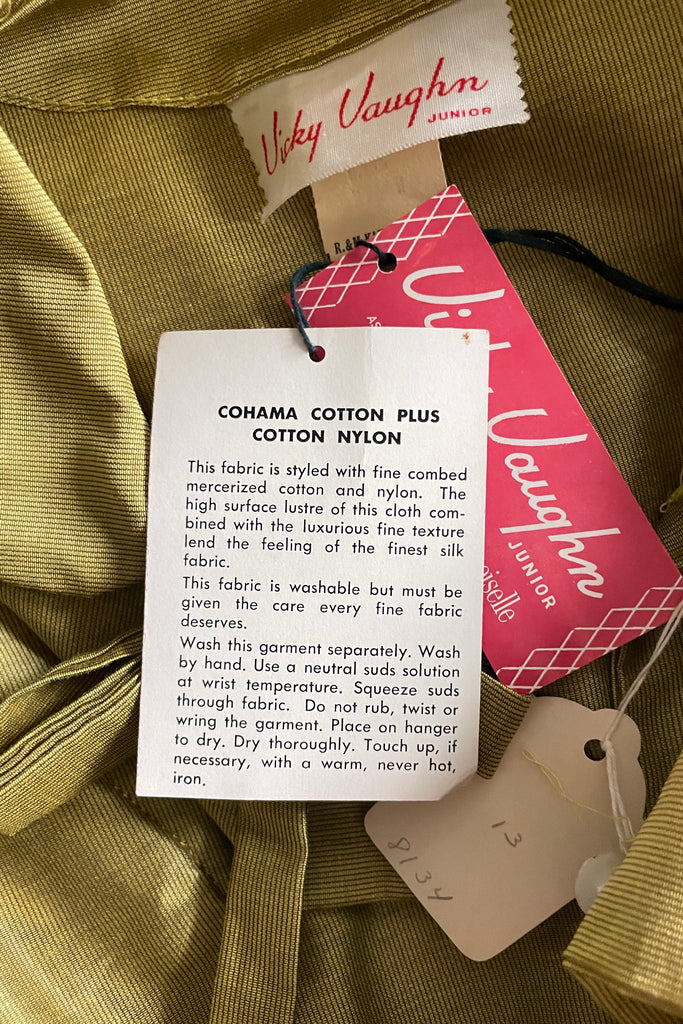 Vicky Vaughn
JUNIOR
R.&M.
Vaughn
JUNIOR
COHAMA COTTON PLUS
COTTON NYLON
This fabric is styled with fine combed
mercerized cotton and nylon. The
high surface lustre of this cloth com-
bined with the luxurious fine texture
lend the feeling of the finest silk
fabric.
This fabric is washable but must be
given the care every fine fabric
deserves.
Wash this garment separately. Wash
by hand. Use a neutral suds solution
at wrist temperature. Squeeze suds
through fabric. Do not rub, twist or
wring the garment. Place on hanger
to dry. Dry thoroughly. Touch up, if
necessary, with a warm, never hot,
iron.
13
8134